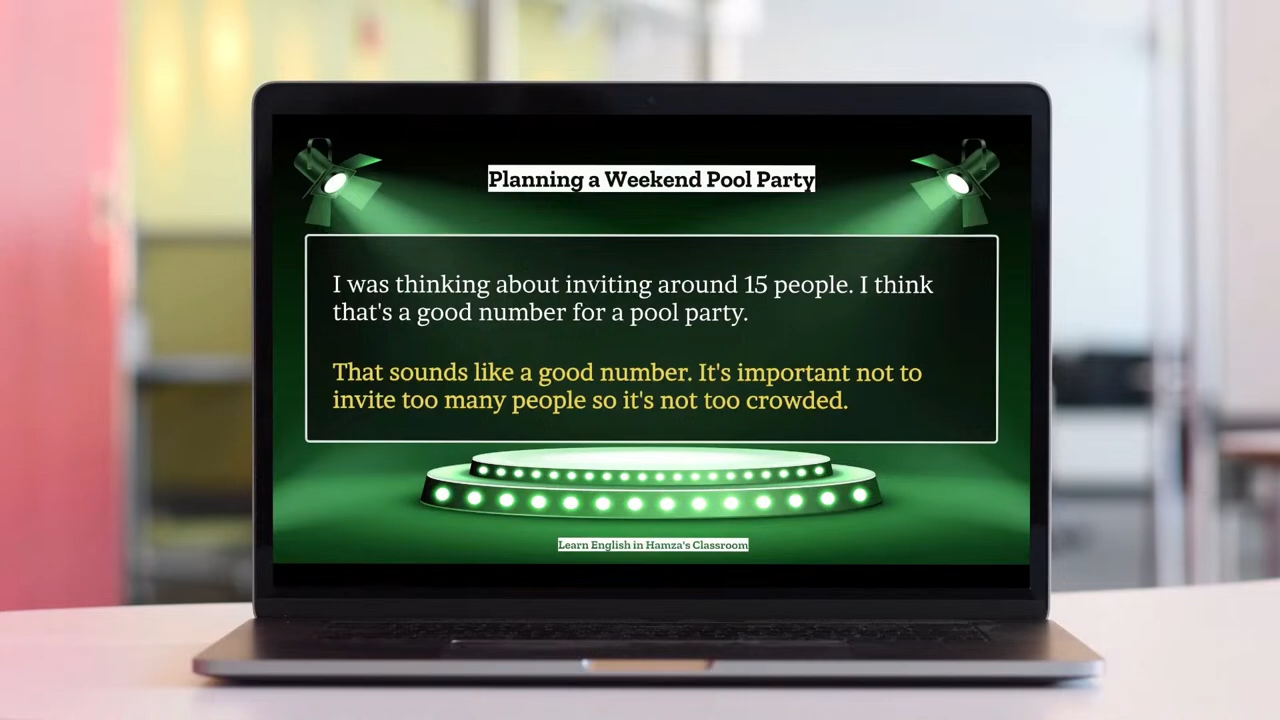 Planning a Weekend Pool Party
I was thinking about inviting around 15 people. I think
that's a good number for a pool party.
That sounds like a good number. It's important not to
invite too many people so it's not too crowded.
Learn English in Hamza's Classroom